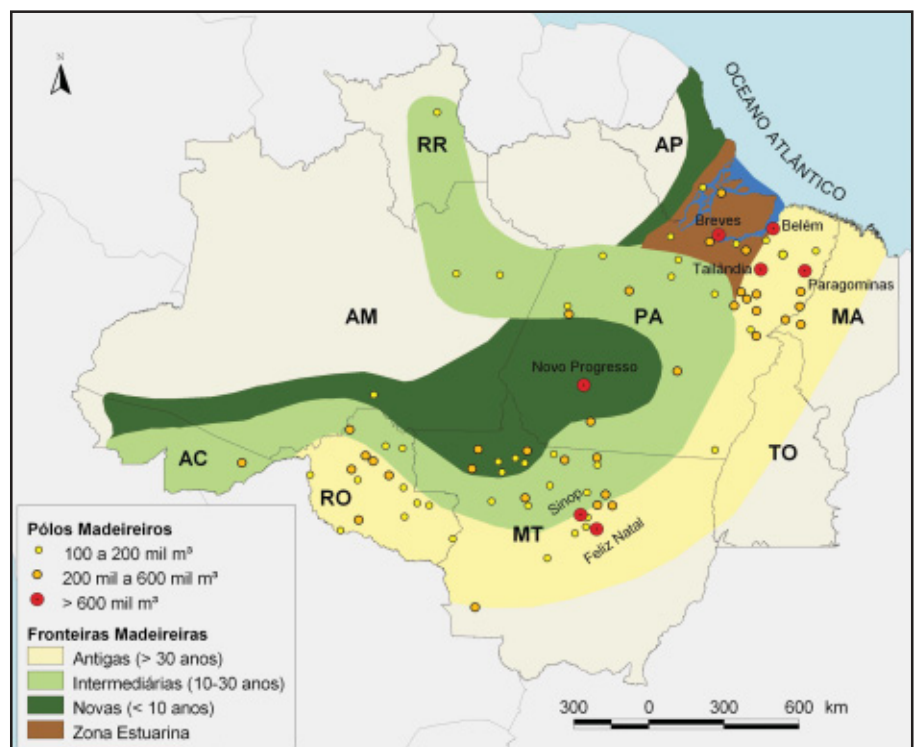 N
OCEANO ATLÂNTICO
RR
AP
Breves
Belém
Tailândia
Paragominas
AM
PA
MA
Novo Progresso
AC
TO
RO
Sinop
MT
Feliz Natal
Pólos Madeireiros
100 a 200 mil m³
200 mil a 600 mil m³
> 600 mil m³
Fronteiras Madeireiras
Antigas (> 30 anos)
Intermediárias (10-30 anos)
Novas (< 10 anos)
Zona Estuarina
300 0 300 600 km